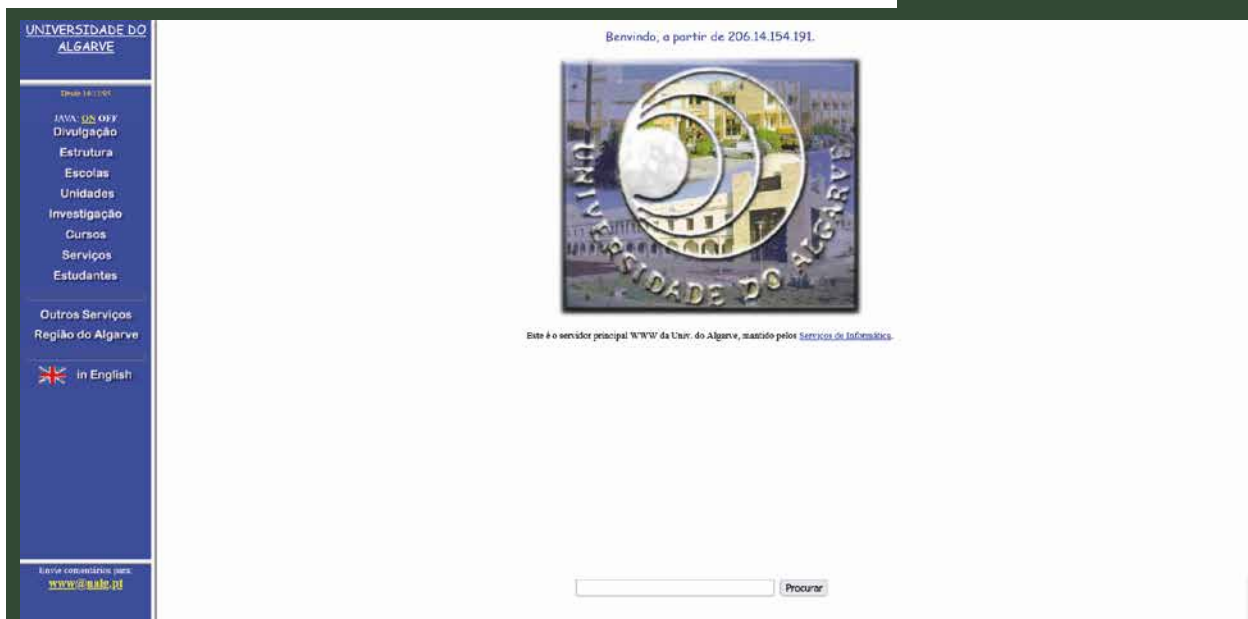 UNIVERSIDADE DO
ALGARVE
JAVA: ON OFF
Divulgação
Estrutura
Escolas
Unidades
Investigação
Cursos
Serviços
Estudantes
Outros Serviços
Região do Algarve
in English
Envie comentários para:
www@ualg.pt
Benvindo, a partir de 206.14.154.191.
UNIVERSIDADE DO ALGARVE
Este é o servidor principal WWW da Univ. do Algarve, mantido pelos Serviços de Informática.
Procurar